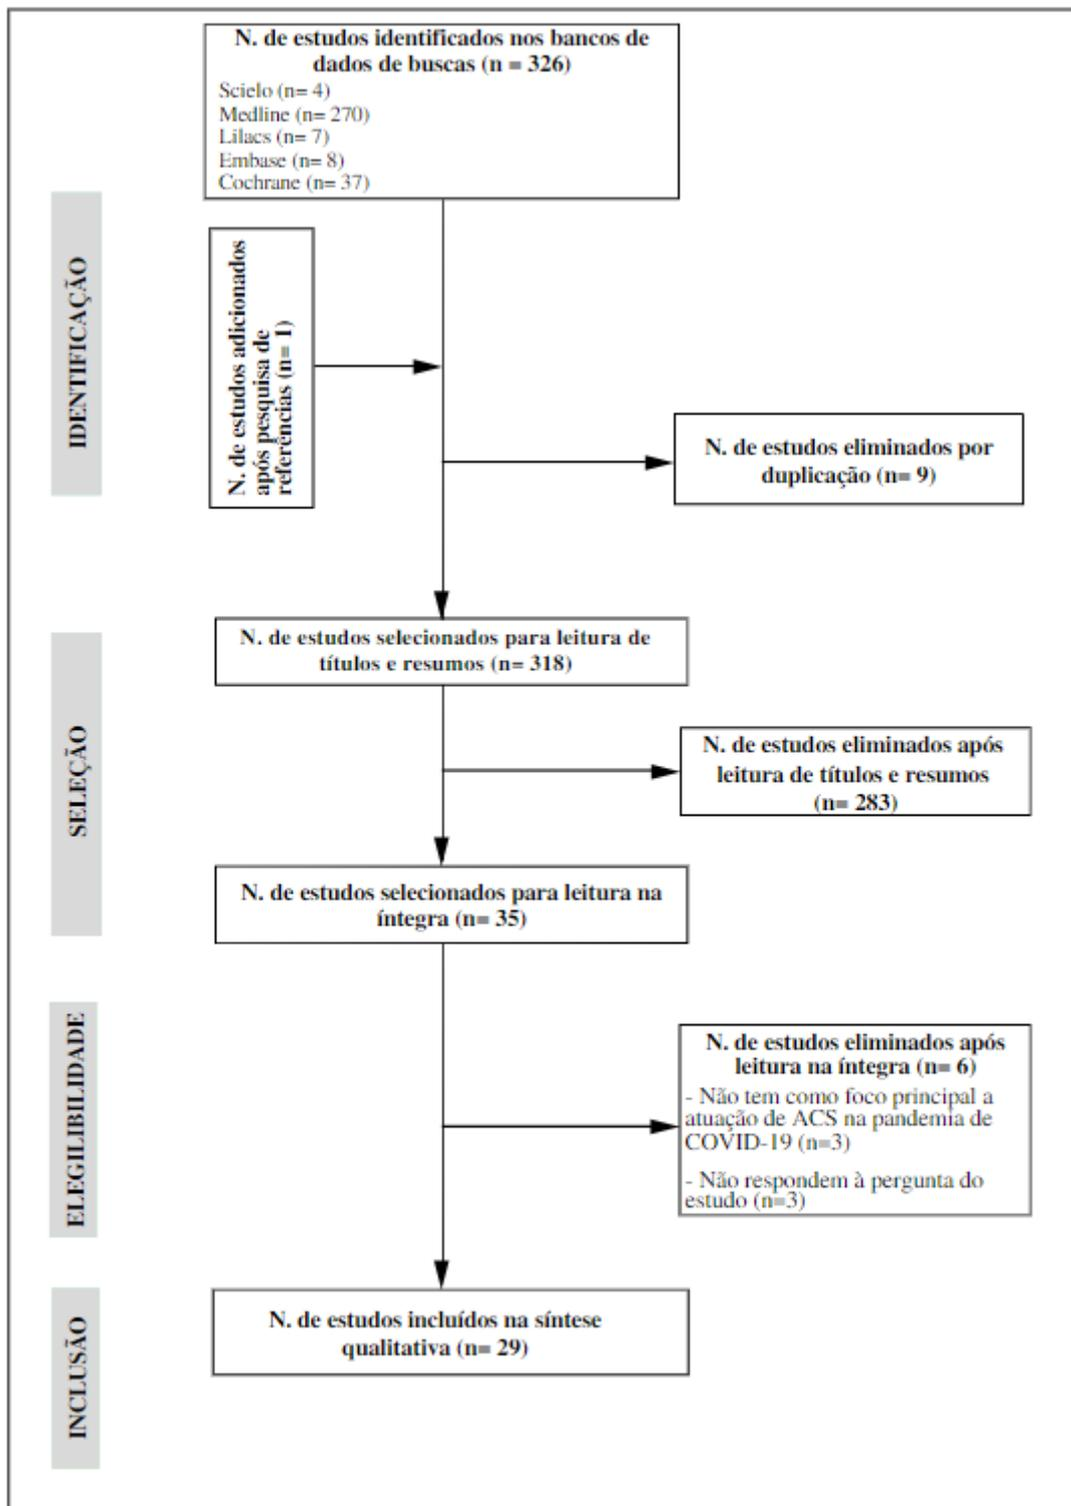 N. de estudos identificados nos bancos de
dados de buscas (n = 326)
Scielo (n= 4)
Medline (n= 270)
Lilacs (n= 7)
Embase (n= 8)
Cochrane (n= 37)
IDENTIFICAÇÃO
N. de estudos adicionados
após pesquisa de
referências (n= 1)
N. de estudos eliminados por
duplicação (n= 9)
SELEÇÃO
N. de estudos selecionados para leitura de
títulos e resumos (n= 318)
N. de estudos eliminados após
leitura de títulos e resumos
(n= 283)
N. de estudos selecionados para leitura na
íntegra (n= 35)
ELEGILIBILIDADE
N. de estudos eliminados após
leitura na íntegra (n= 6)
- Não tem como foco principal a
atuação de ACS na pandemia de
COVID-19 (n=3)
- Não respondem à pergunta do
estudo (n=3)
INCLUSÃO
N. de estudos incluídos na síntese
qualitativa (n= 29)